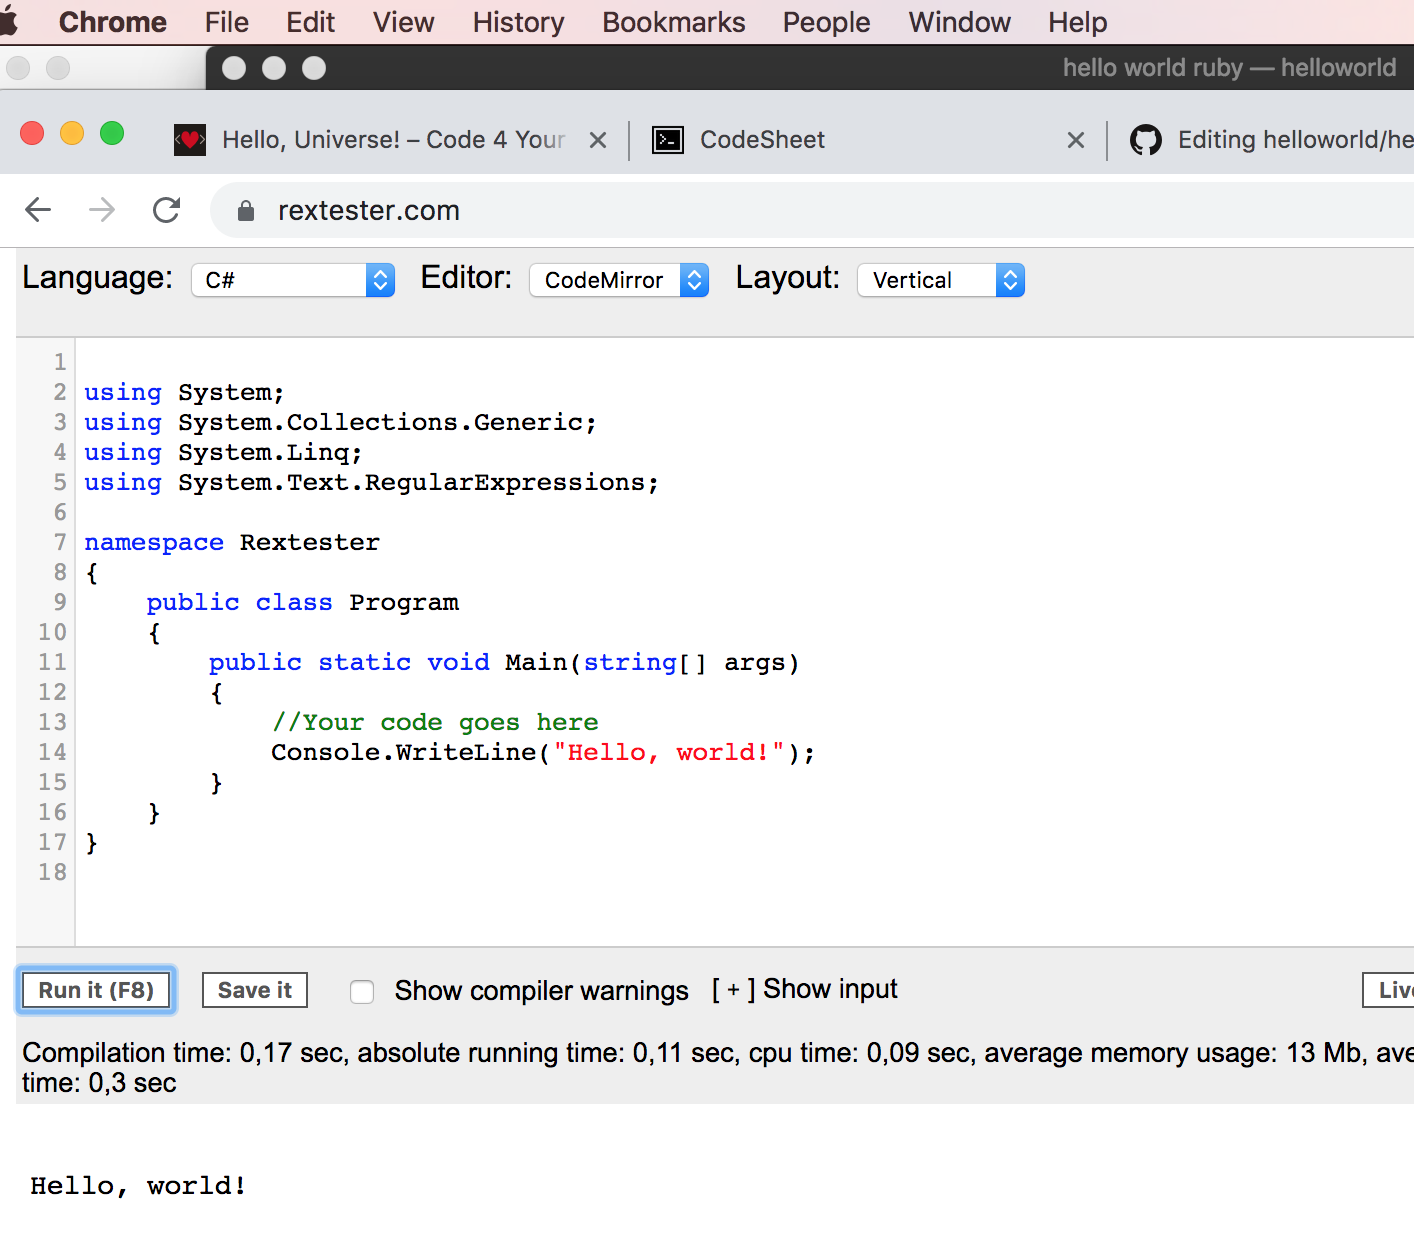 Chrome File Edit View History Bookmarks People Window Help
hello world ruby — helloworld
Hello, Universe! – Code 4 Your
CodeSheet
Editing helloworld/he
rextester.com
Language: C# Editor: CodeMirror Layout: Vertical
1
2 using System;
3 using System.Collections.Generic;
4 using System.Linq;
5 using System.Text.RegularExpressions;
6
7 namespace Rextester
8 {
9     public class Program
10     {
11         public static void Main(string[] args)
12         {
13             //Your code goes here
14             Console.WriteLine("Hello, world!");
15         }
16     }
17 }
18
Run it (F8) Save it Show compiler warnings [ + ] Show input Live
Compilation time: 0,17 sec, absolute running time: 0,11 sec, cpu time: 0,09 sec, average memory usage: 13 Mb, ave
time: 0,3 sec
Hello, world!